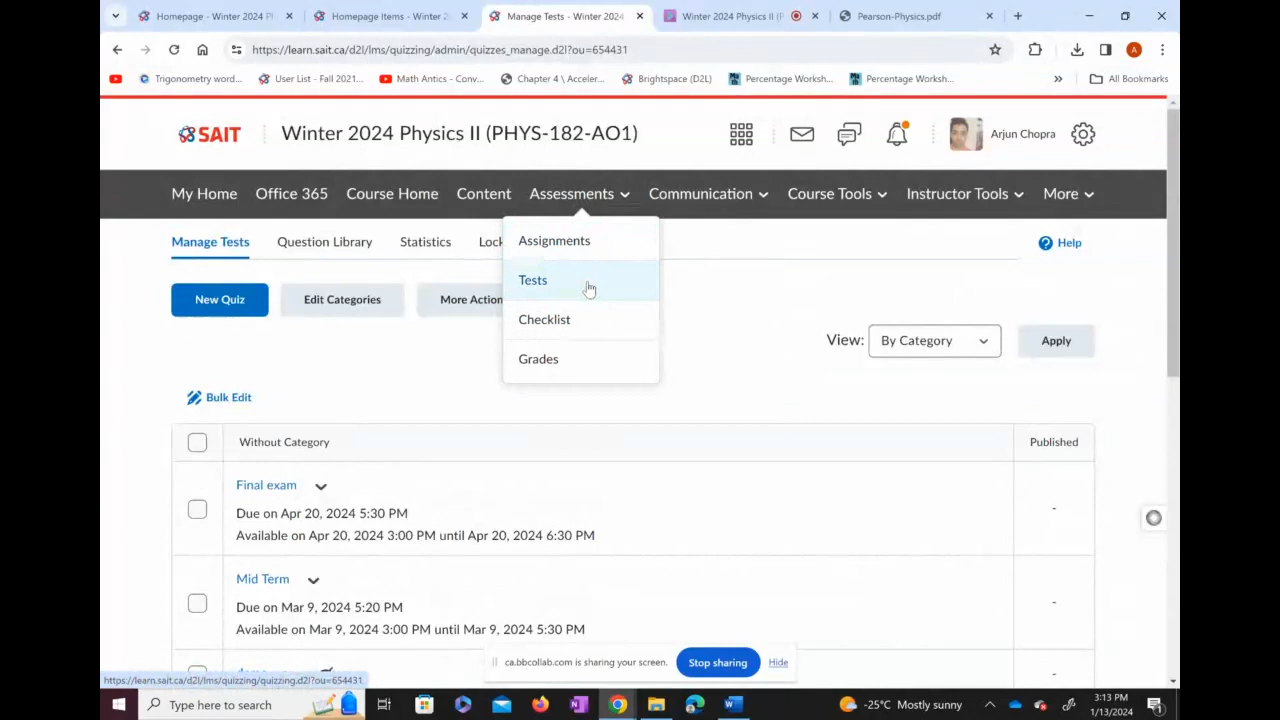 Homepage - Winter 2024 P
Homepage Items - Winter 20
Manage Tests - Winter 2024
Winter 2024 Physics II (P
Pearson-Physics.pdf
https://learn.sait.ca/d2l/lms/quizzing/admin/quizzes_manage.d2l?ou=654431
A
Trigonometry word...
User List - Fall 2021...
Math Antics - Conv...
Chapter 4 \ Acceler...
Brightspace (D2L)
Percentage Worksh...
Percentage Worksh...
»
All Bookmarks
SAIT
Winter 2024 Physics II (PHYS-182-AO1)
Arjun Chopra
My Home
Office 365
Course Home
Content
Assessments
Communication
Course Tools
Instructor Tools
More
Manage Tests
Question Library
Statistics
Lock
Help
Assignments
Tests
Checklist
Grades
New Quiz
Edit Categories
More Action
View:
By Category
Apply
Bulk Edit
Without Category
Published
Final exam
Due on Apr 20, 2024 5:30 PM
Available on Apr 20, 2024 3:00 PM until Apr 20, 2024 6:30 PM
-
Mid Term
Due on Mar 9, 2024 5:20 PM
Available on Mar 9, 2024 3:00 PM until Mar 9, 2024 5:30 PM
-
ca.bbcollab.com is sharing your screen.
Stop sharing
Hide
-
https://learn.sait.ca/d2l/lms/quizzing/quizzing.d2l?ou=654431
Type here to search
-25°C Mostly sunny
3:13 PM
1/13/2024
1